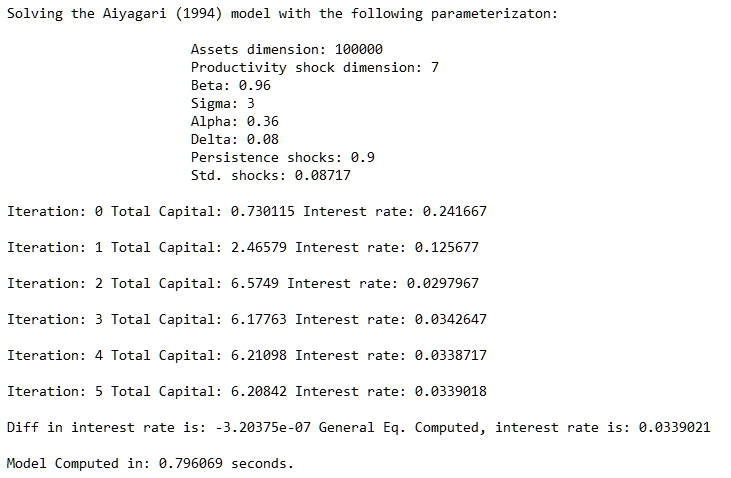 Solving the Aiyagari (1994) model with the following parameterizaton:
Assets dimension: 100000
Productivity shock dimension: 7
Beta: 0.96
Sigma: 3
Alpha: 0.36
Delta: 0.08
Persistence shocks: 0.9
Std. shocks: 0.08717
Iteration: 0 Total Capital: 0.730115 Interest rate: 0.241667
Iteration: 1 Total Capital: 2.46579 Interest rate: 0.125677
Iteration: 2 Total Capital: 6.5749 Interest rate: 0.0297967
Iteration: 3 Total Capital: 6.17763 Interest rate: 0.0342647
Iteration: 4 Total Capital: 6.21098 Interest rate: 0.0338717
Iteration: 5 Total Capital: 6.20842 Interest rate: 0.0339018
Diff in interest rate is: -3.20375e-07 General Eq. Computed, interest rate is: 0.0339021
Model Computed in: 0.796069 seconds.